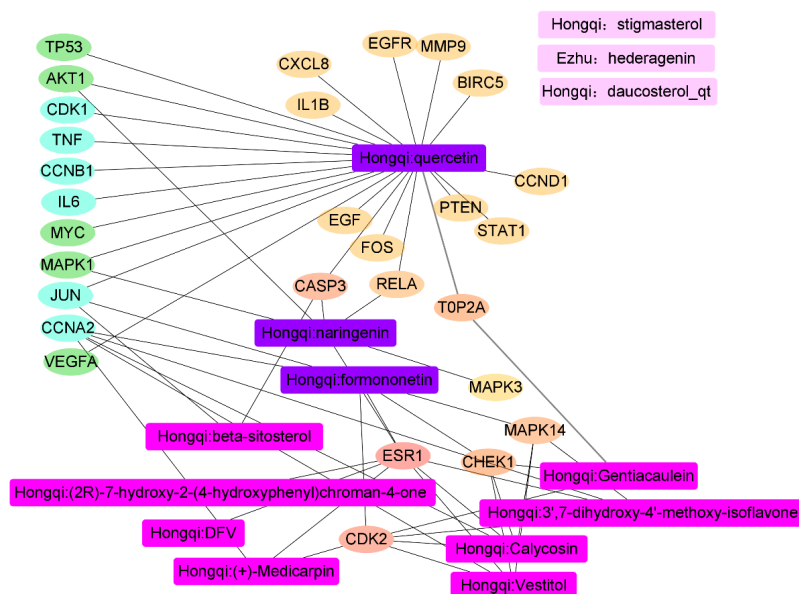 TP53
AKT1
CDK1
TNF
CCNB1
IL6
MYC
MAPK1
JUN
CCNA2
VEGFA
CXCL8
IL1B
EGFR
MMP9
BIRC5
Hongqi：stigmasterol
Ezhu：hederagenin
Hongqi：daucosterol_qt
Hongqi:quercetin
CCND1
PTEN
STAT1
EGF
FOS
CASP3
RELA
T0P2A
Hongqi:naringenin
Hongqi:formononetin
MAPK3
Hongqi:beta-sitosterol
MAPK14
ESR1
CHEK1
Hongqi:Gentiacaulein
Hongqi:(2R)-7-hydroxy-2-(4-hydroxyphenyl)chroman-4-one
Hongqi:3',7-dihydroxy-4'-methoxy-isoflavone
Hongqi:DFV
CDK2
Hongqi:Calycosin
Hongqi:(+)-Medicarpin
Hongqi:Vestitol